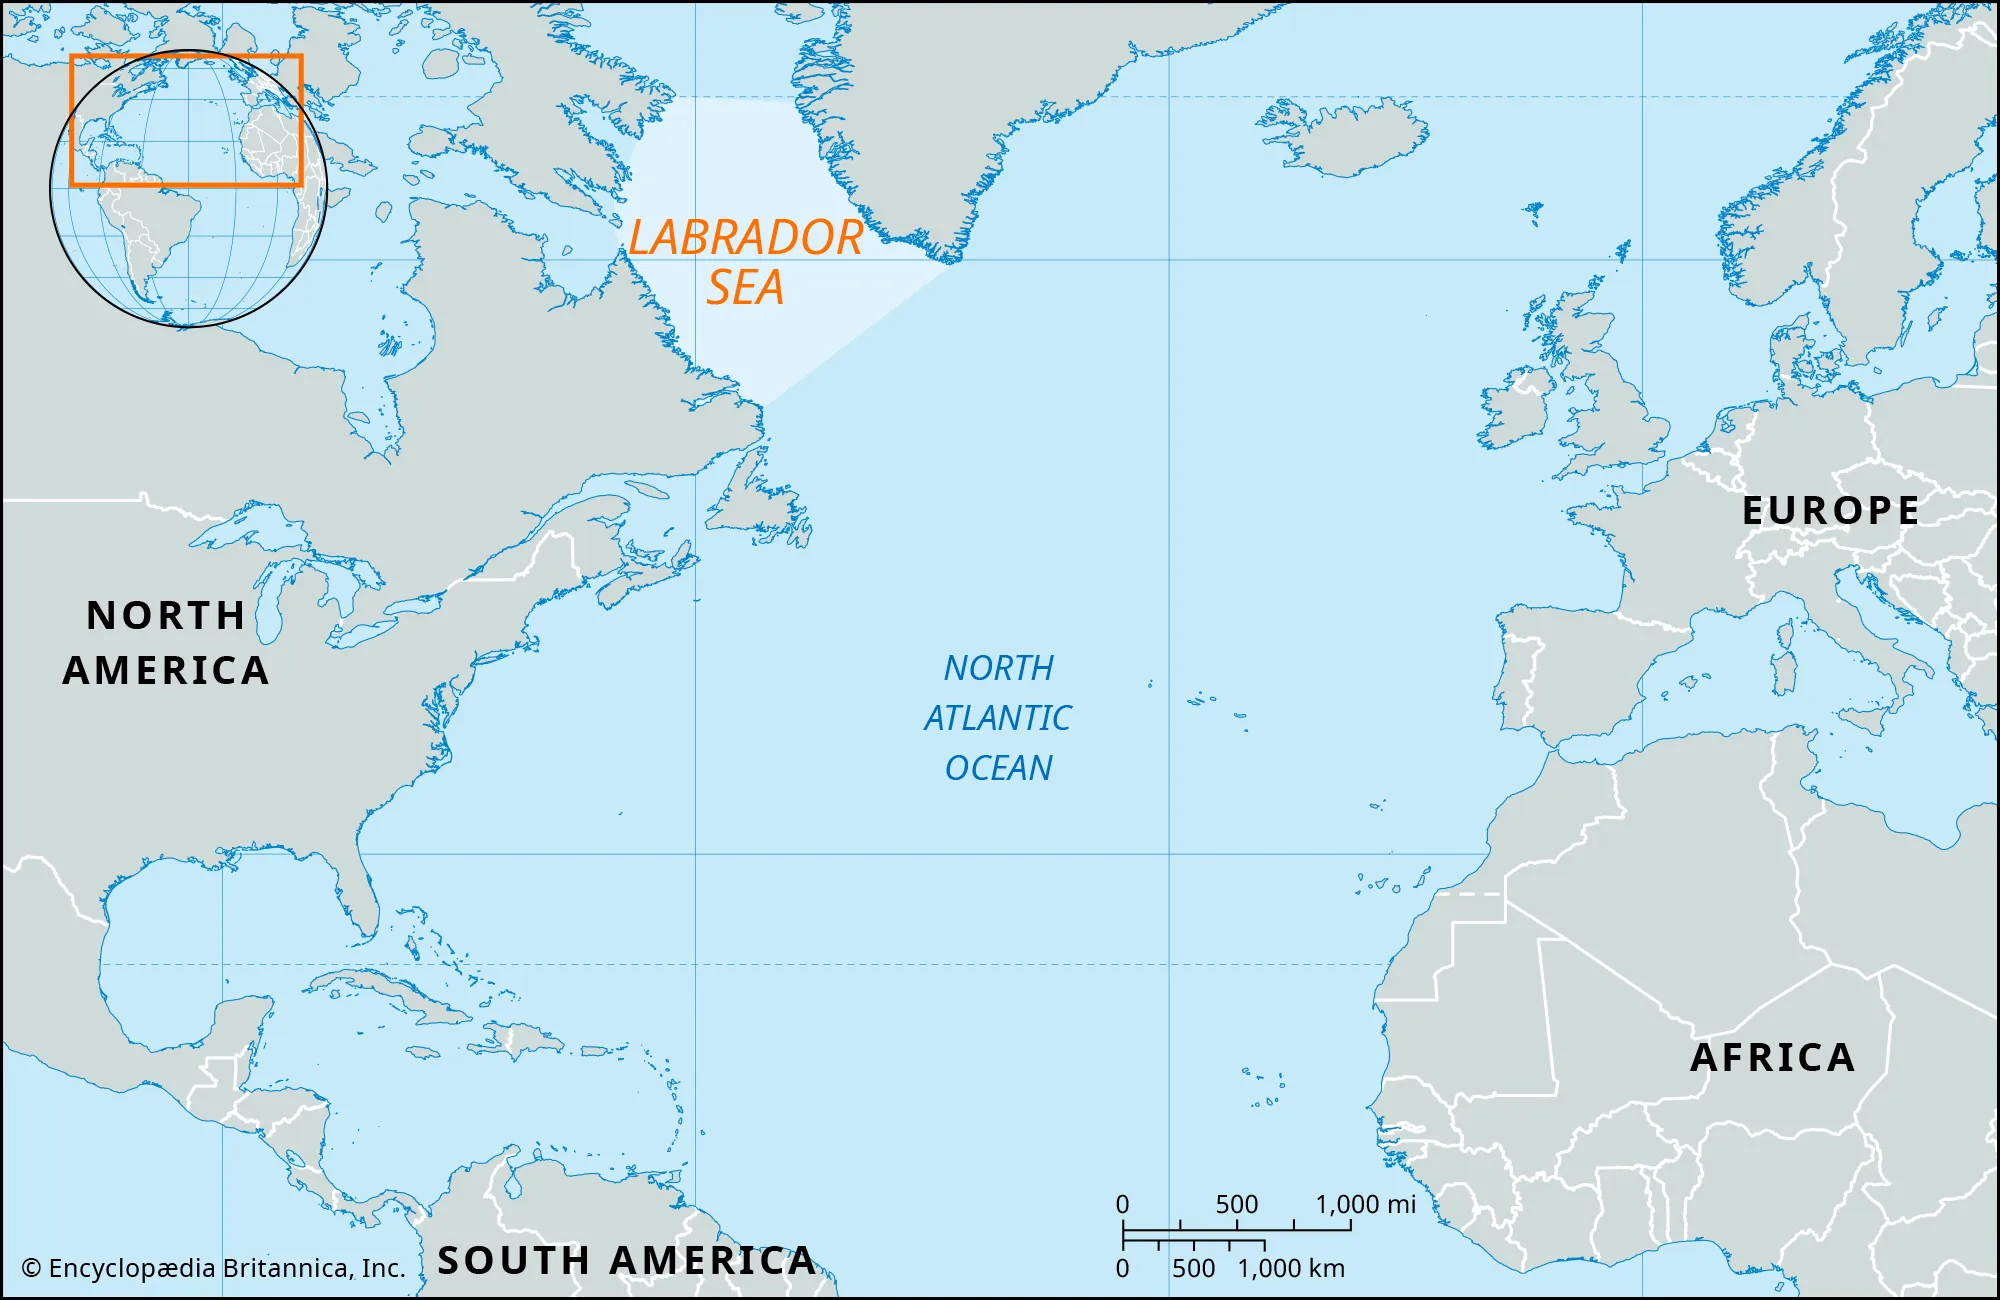 LABRADOR
SEA
EUROPE
NORTH
AMERICA
NORTH
ATLANTIC
OCEAN
AFRICA
0 500 1,000 mi
0 500 1,000 km
SOUTH AMERICA
© Encyclopædia Britannica, Inc.